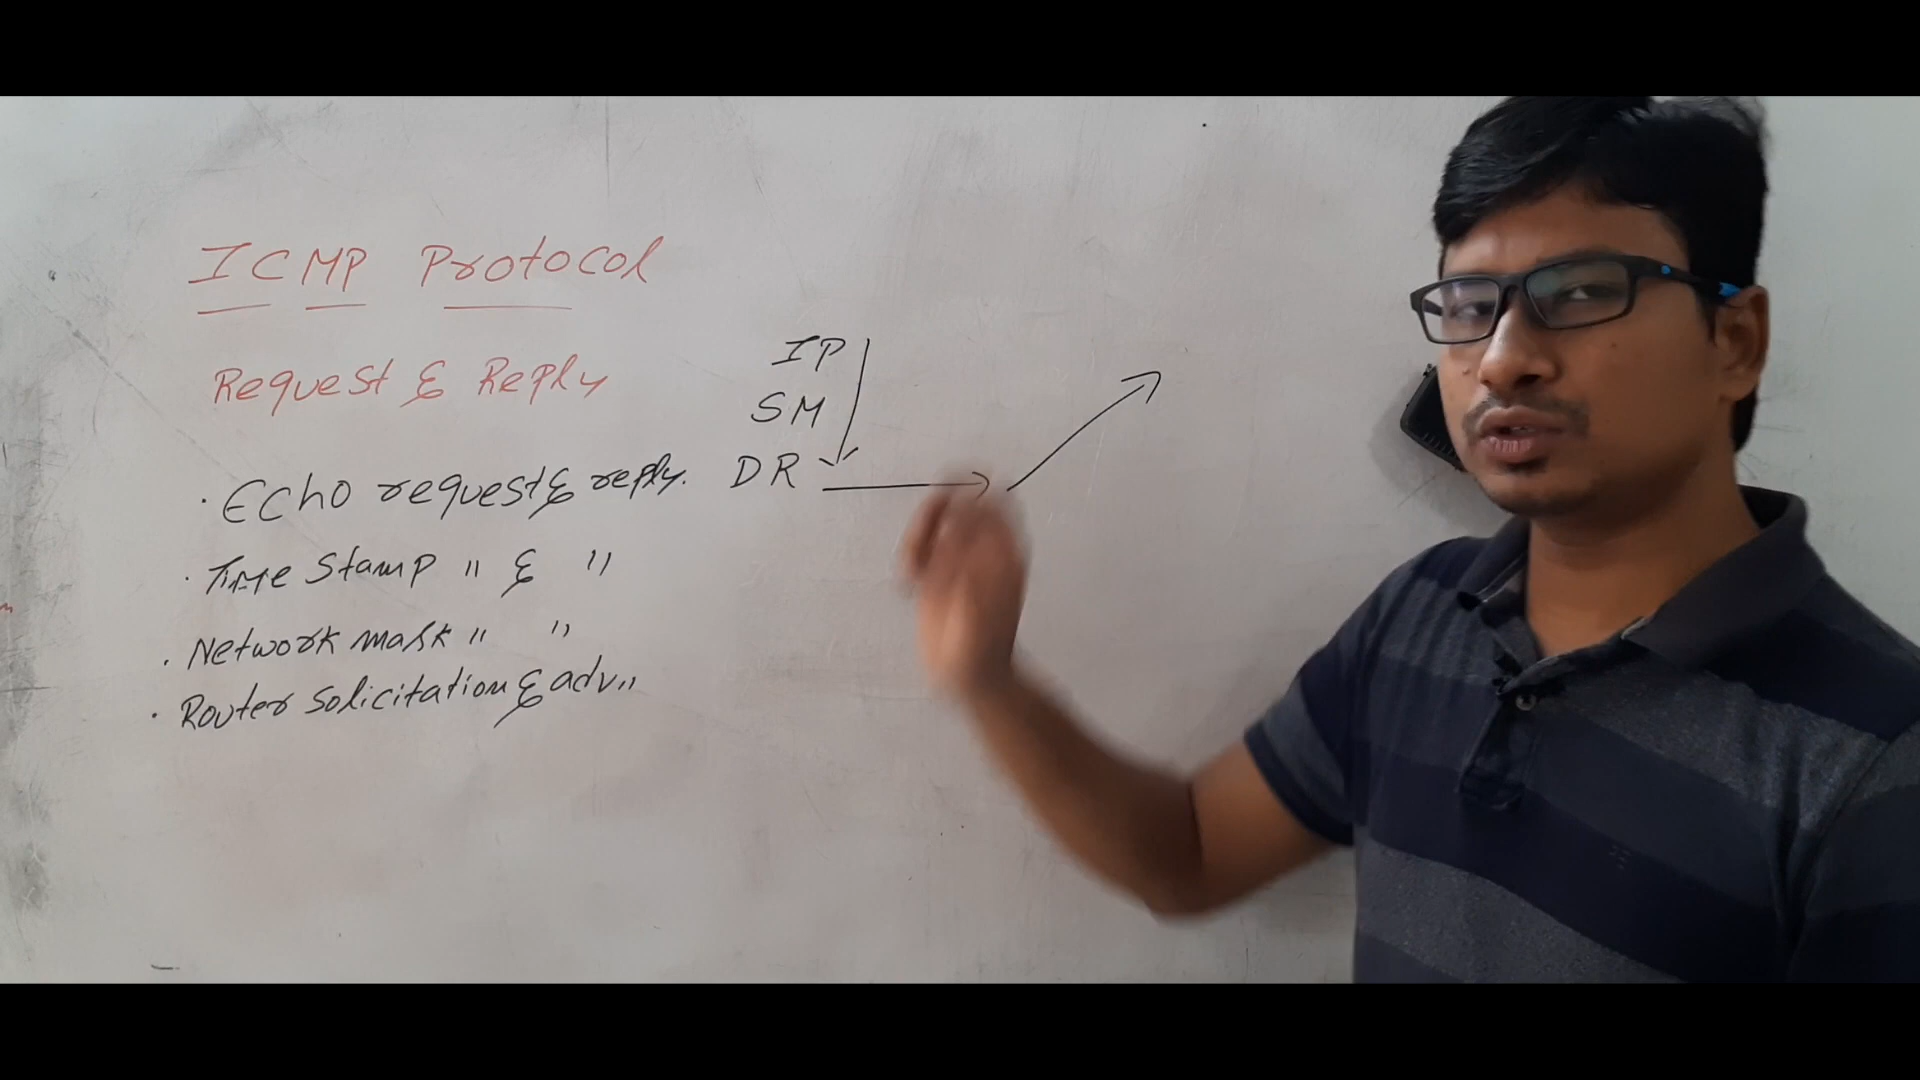 ICMP Protocol
Request & Reply
. Echo request & reply.
. Time Stamp " & "
. Network mask " "
. Router solicitation & adv"
IP
SM
DR